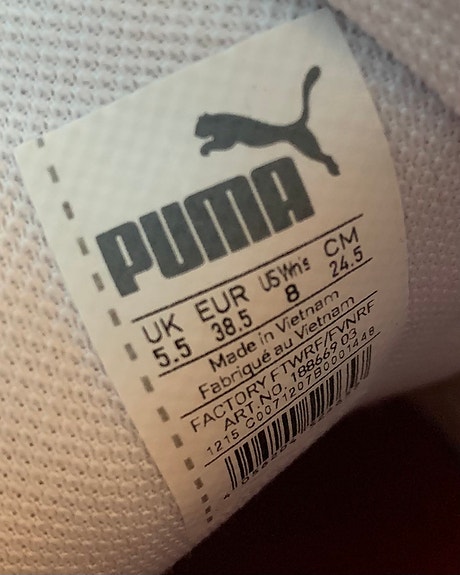 PUMA
UK EUR US Wn's CM
5.5 38.5 8 24.5
Made in Vietnam
Fabriqué au Vietnam
FACTORY FTWRF/FVNRF
ART.NO. 188669 03
1215 C0071207B0001448